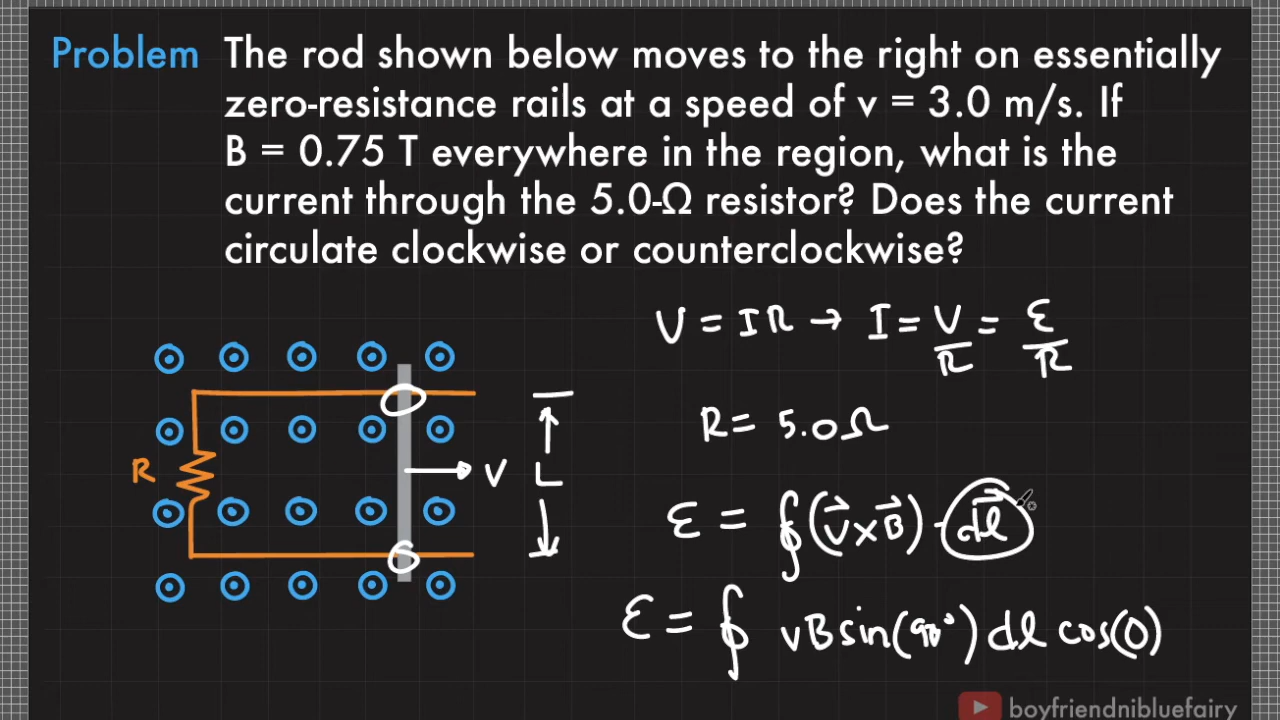 Problem The rod shown below moves to the right on essentially
zero-resistance rails at a speed of v = 3.0 m/s. If
B = 0.75 T everywhere in the region, what is the
current through the 5.0-Ω resistor? Does the current
circulate clockwise or counterclockwise?
V = IR → I = V/R = ε/R
R = 5.0Ω
R
V
L
ε = ∮(v⃗ × B⃗) · dl⃗
ε = ∮ vB sin(90°) dl cos(0)
boyfriendnibluefairy